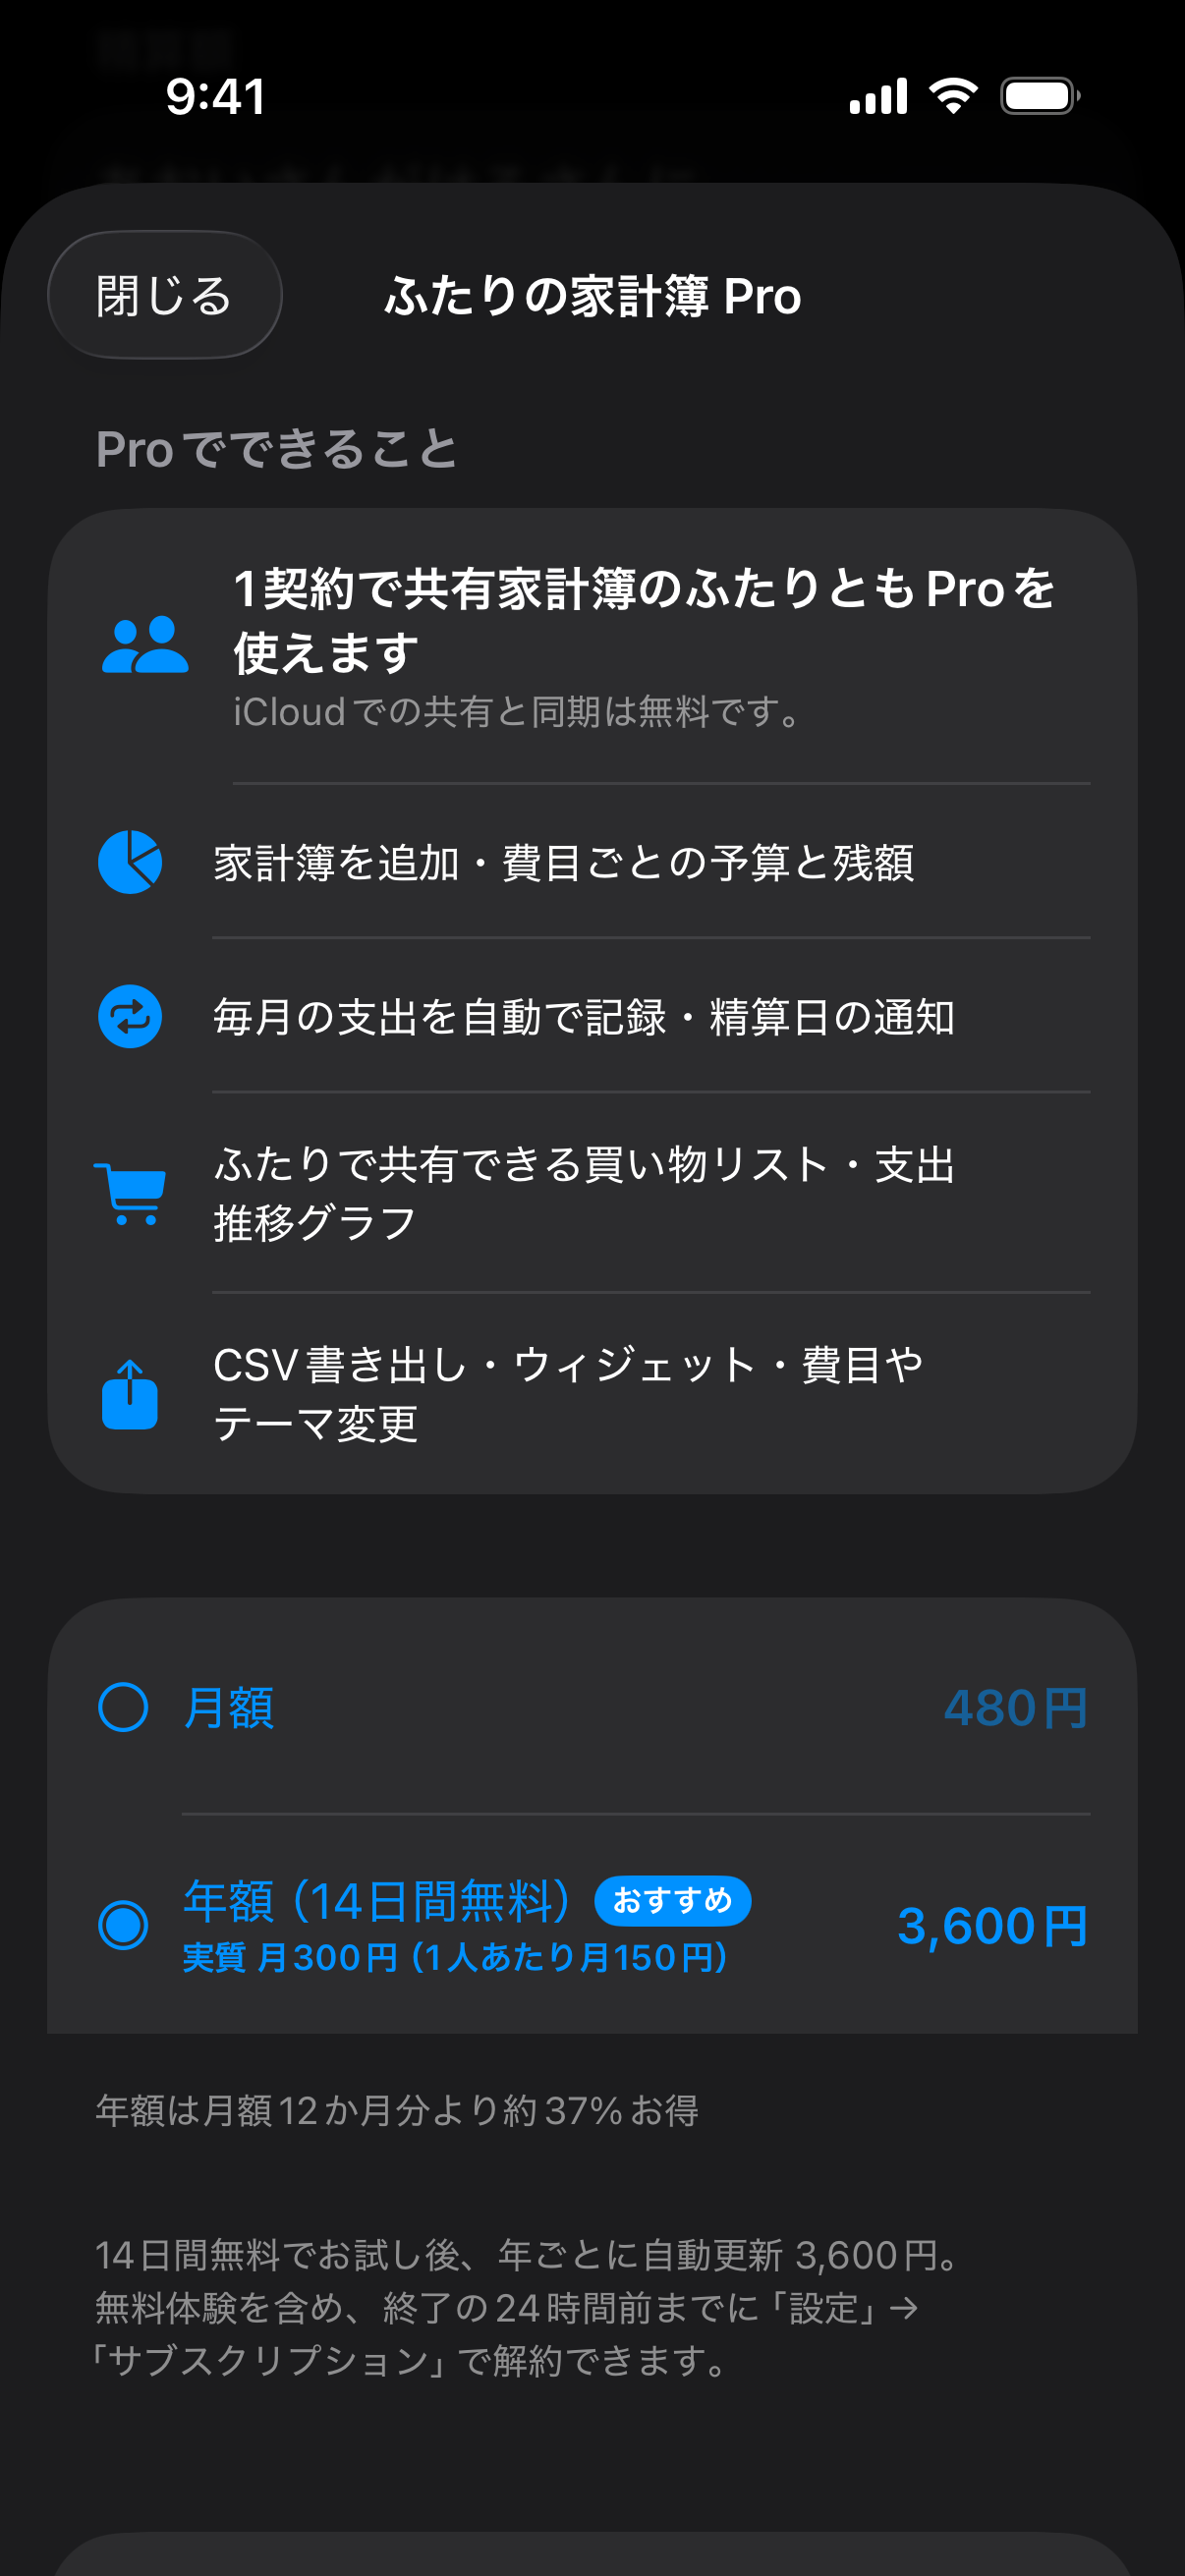 9:41
閉じる
ふたりの家計簿 Pro
Proでできること
1契約で共有家計簿のふたりともProを
使えます
iCloudでの共有と同期は無料です。
家計簿を追加・費目ごとの予算と残額
毎月の支出を自動で記録・精算日の通知
ふたりで共有できる買い物リスト・支出
推移グラフ
CSV書き出し・ウィジェット・費目や
テーマ変更
月額
480円
年額（14日間無料）
おすすめ
3,600円
実質 月300円（1人あたり月150円）
年額は月額12か月分より約37%お得
14日間無料でお試し後、年ごとに自動更新 3,600円。
無料体験を含め、終了の24時間前までに「設定」→
「サブスクリプション」で解約できます。